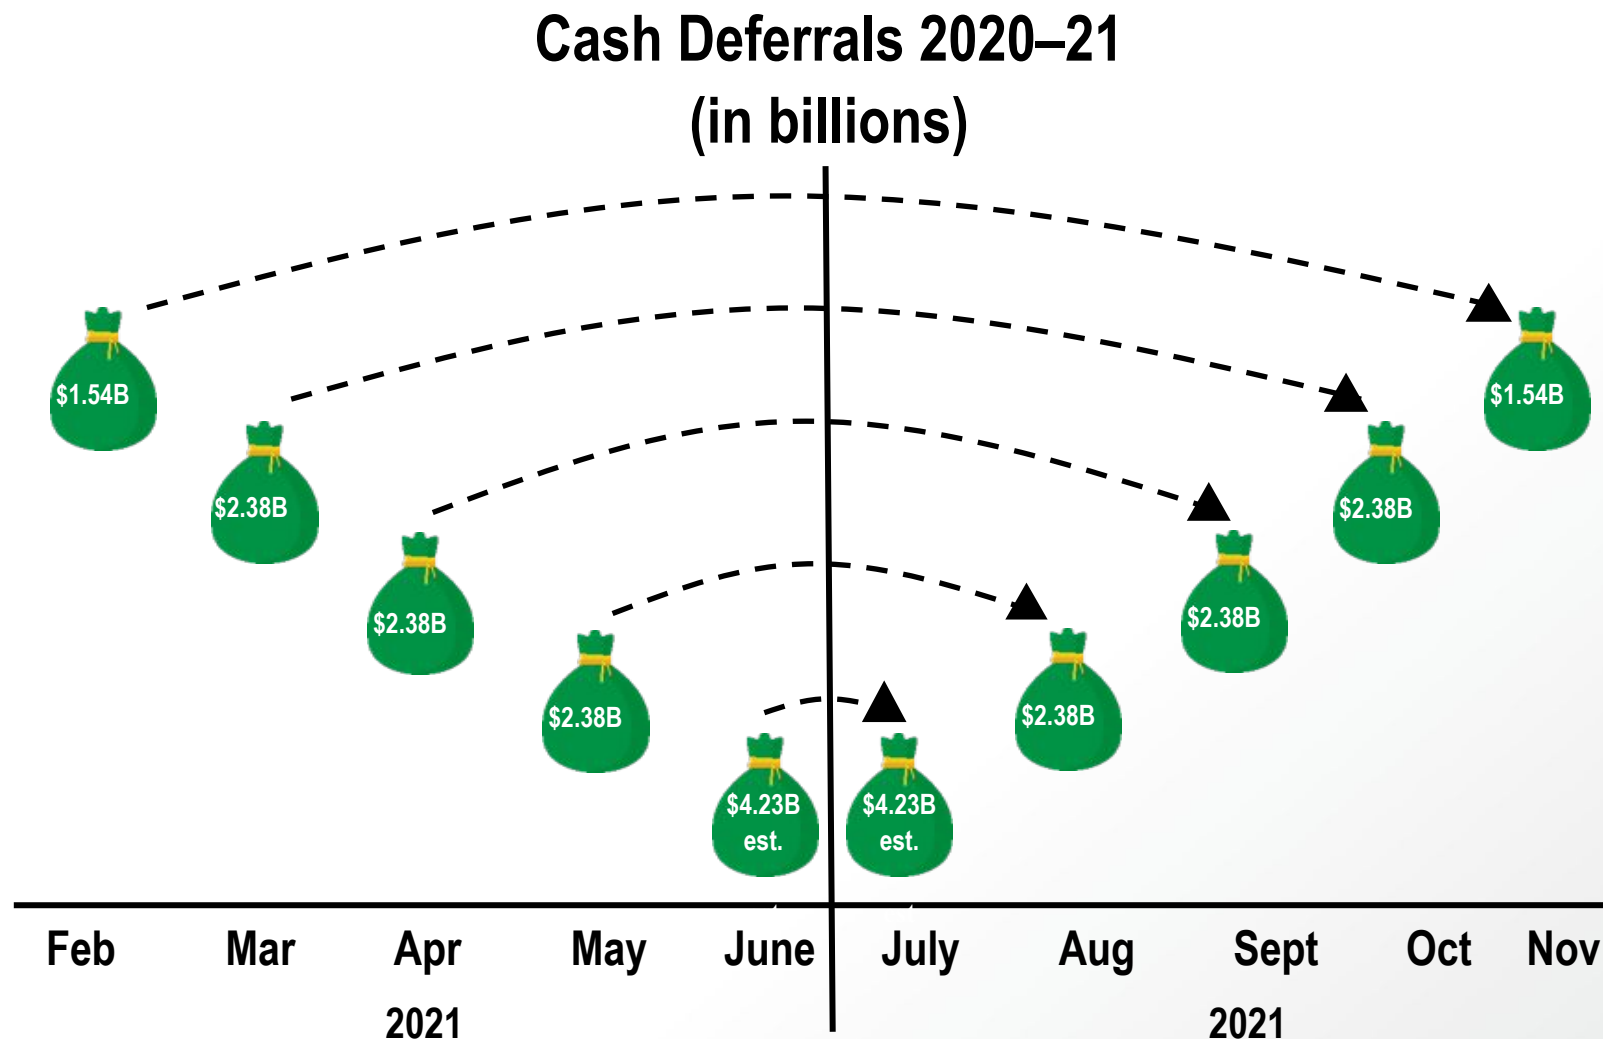 Cash Deferrals 2020–21
(in billions)
$1.54B
$1.54B
$2.38B
$2.38B
$2.38B
$2.38B
$2.38B
$2.38B
$4.23B
est.
$4.23B
est.
Feb Mar Apr May June July Aug Sept Oct Nov
2021 2021